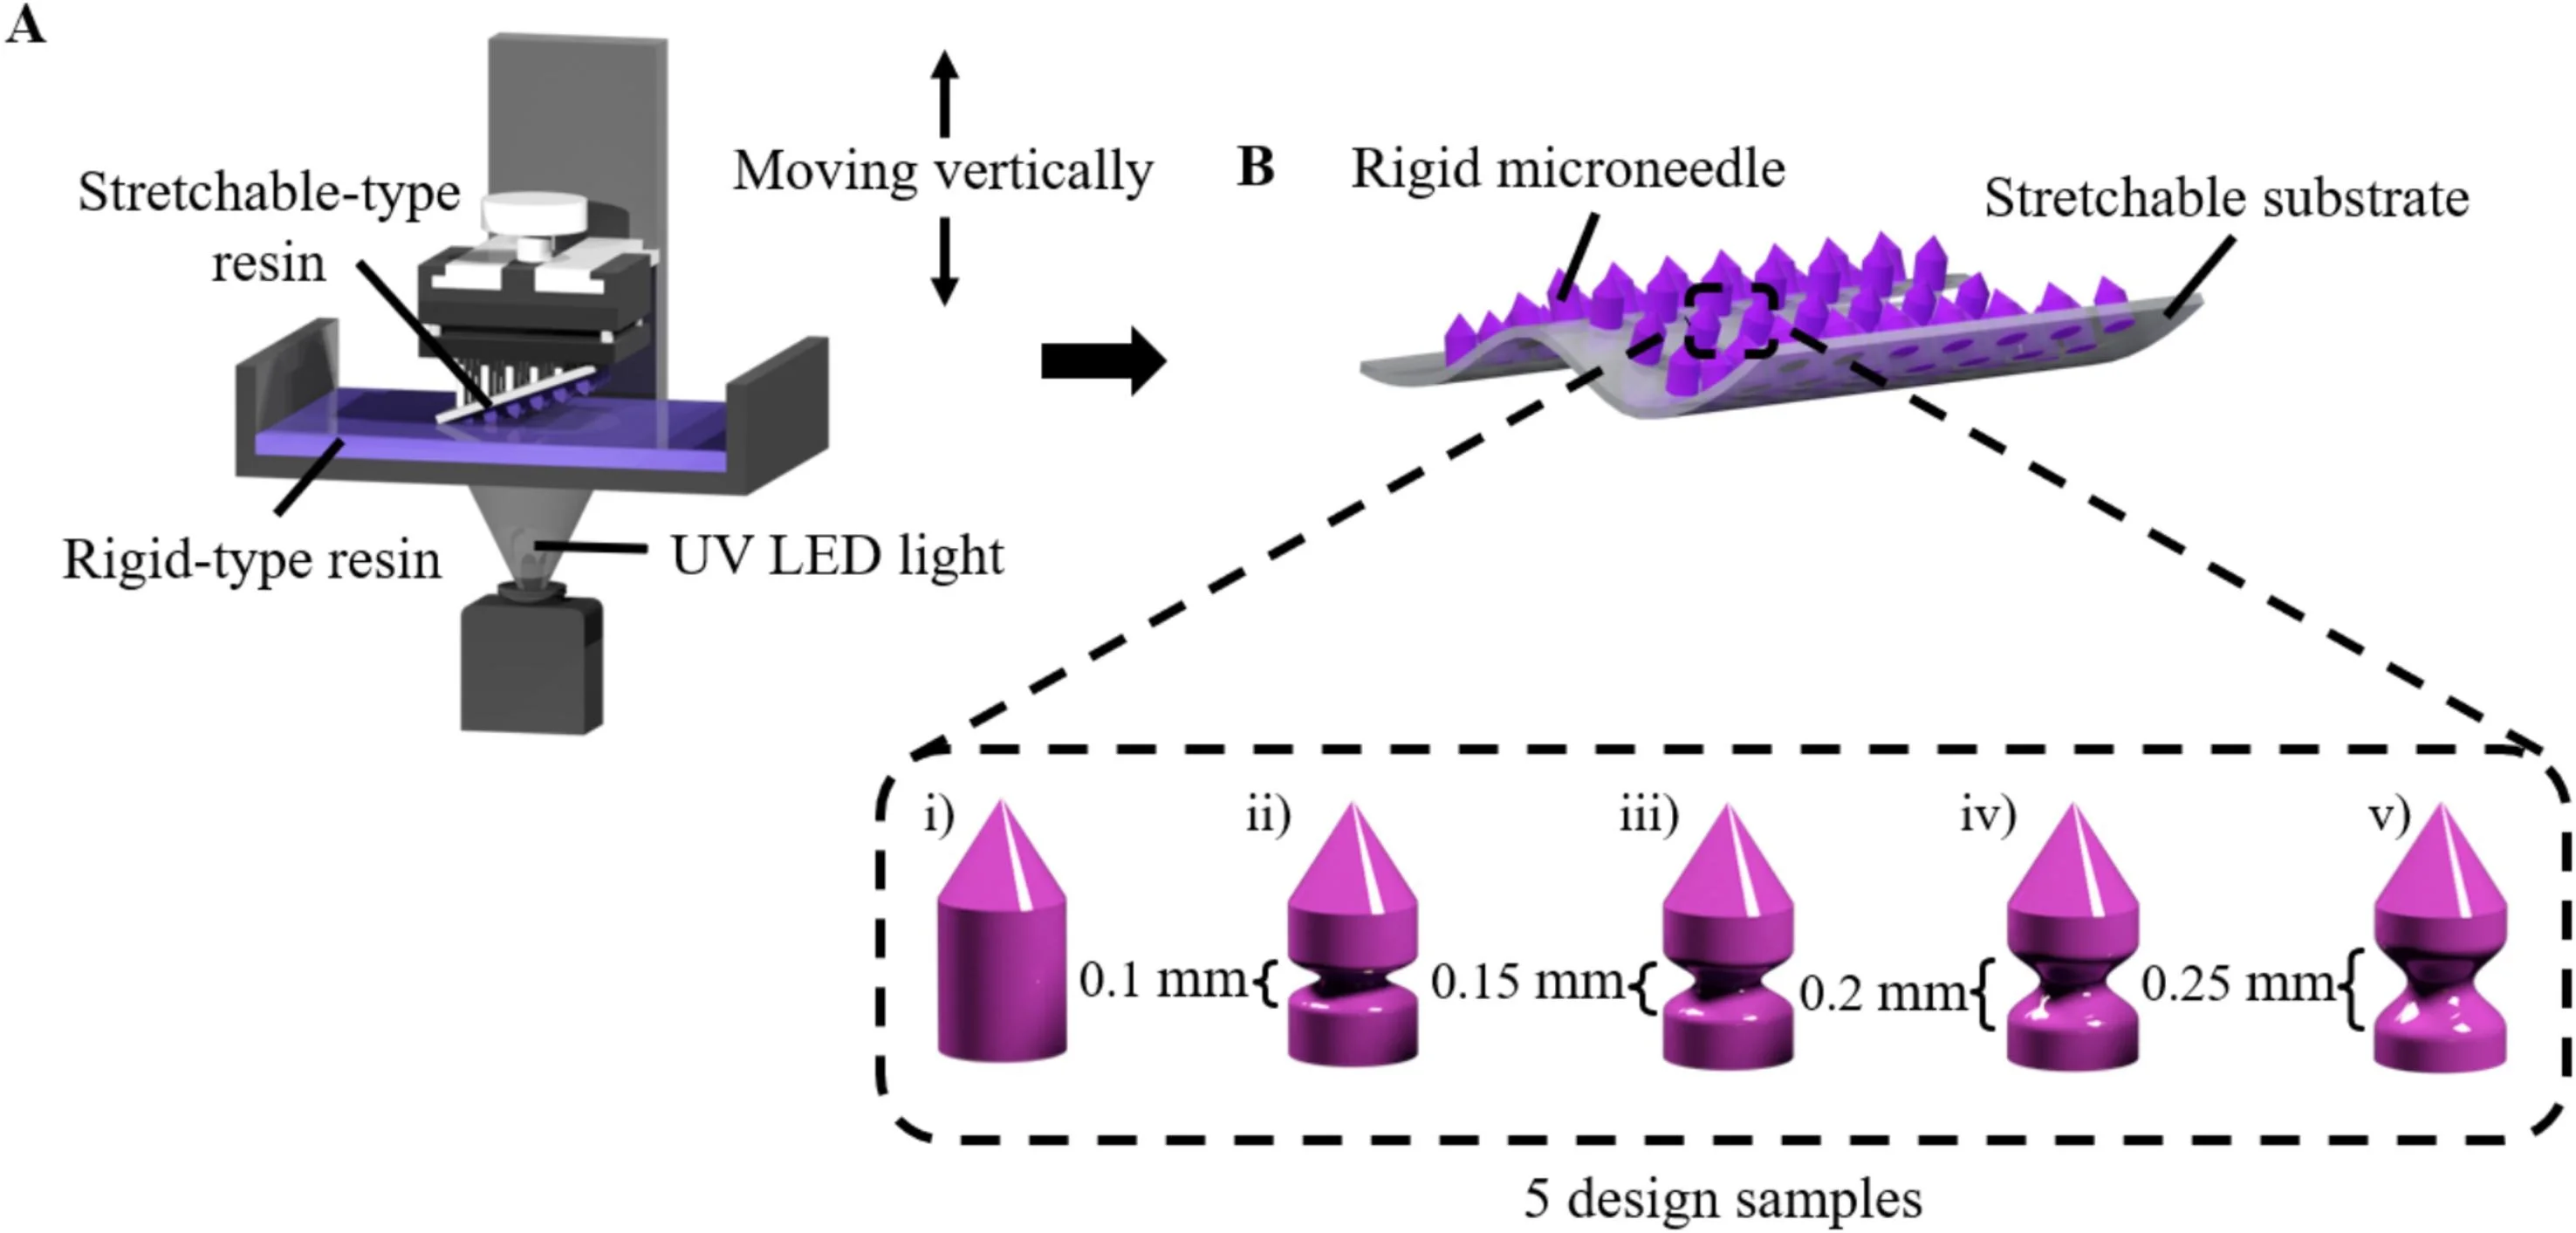 A
Stretchable-type
resin
Moving vertically
Rigid-type resin
UV LED light
B
Rigid microneedle
Stretchable substrate
i)
ii)
iii)
iv)
v)
0.1 mm
0.15 mm
0.2 mm
0.25 mm
5 design samples